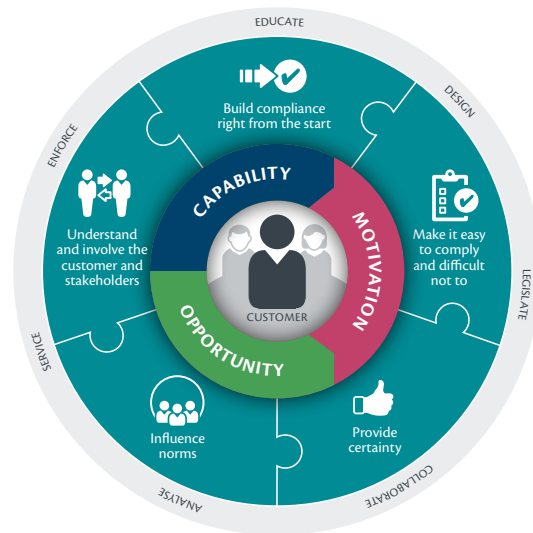 EDUCATE
DESIGN
LEGISLATE
COLLABORATE
ANALYSE
SERVICE
ENFORCE
Build compliance
right from the start
Make it easy
to comply
and difficult
not to
Provide
certainty
Influence
norms
Understand
and involve the
customer and
stakeholders
CAPABILITY
MOTIVATION
OPPORTUNITY
CUSTOMER